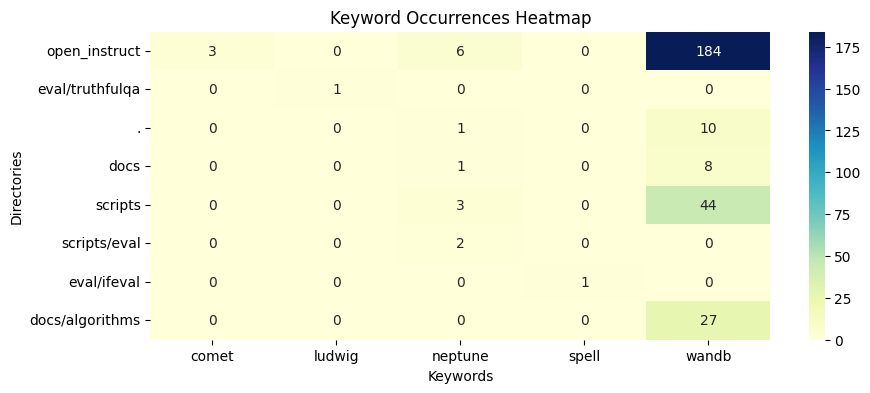 Keyword Occurrences Heatmap
Directories
open_instruct 3 0 6 0 184
eval/truthfulqa 0 1 0 0 0
. 0 0 1 0 10
docs 0 0 1 0 8
scripts 0 0 3 0 44
scripts/eval 0 0 2 0 0
eval/ifeval 0 0 0 1 0
docs/algorithms 0 0 0 0 27
comet ludwig neptune spell wandb
Keywords
175
150
125
100
75
50
25
0